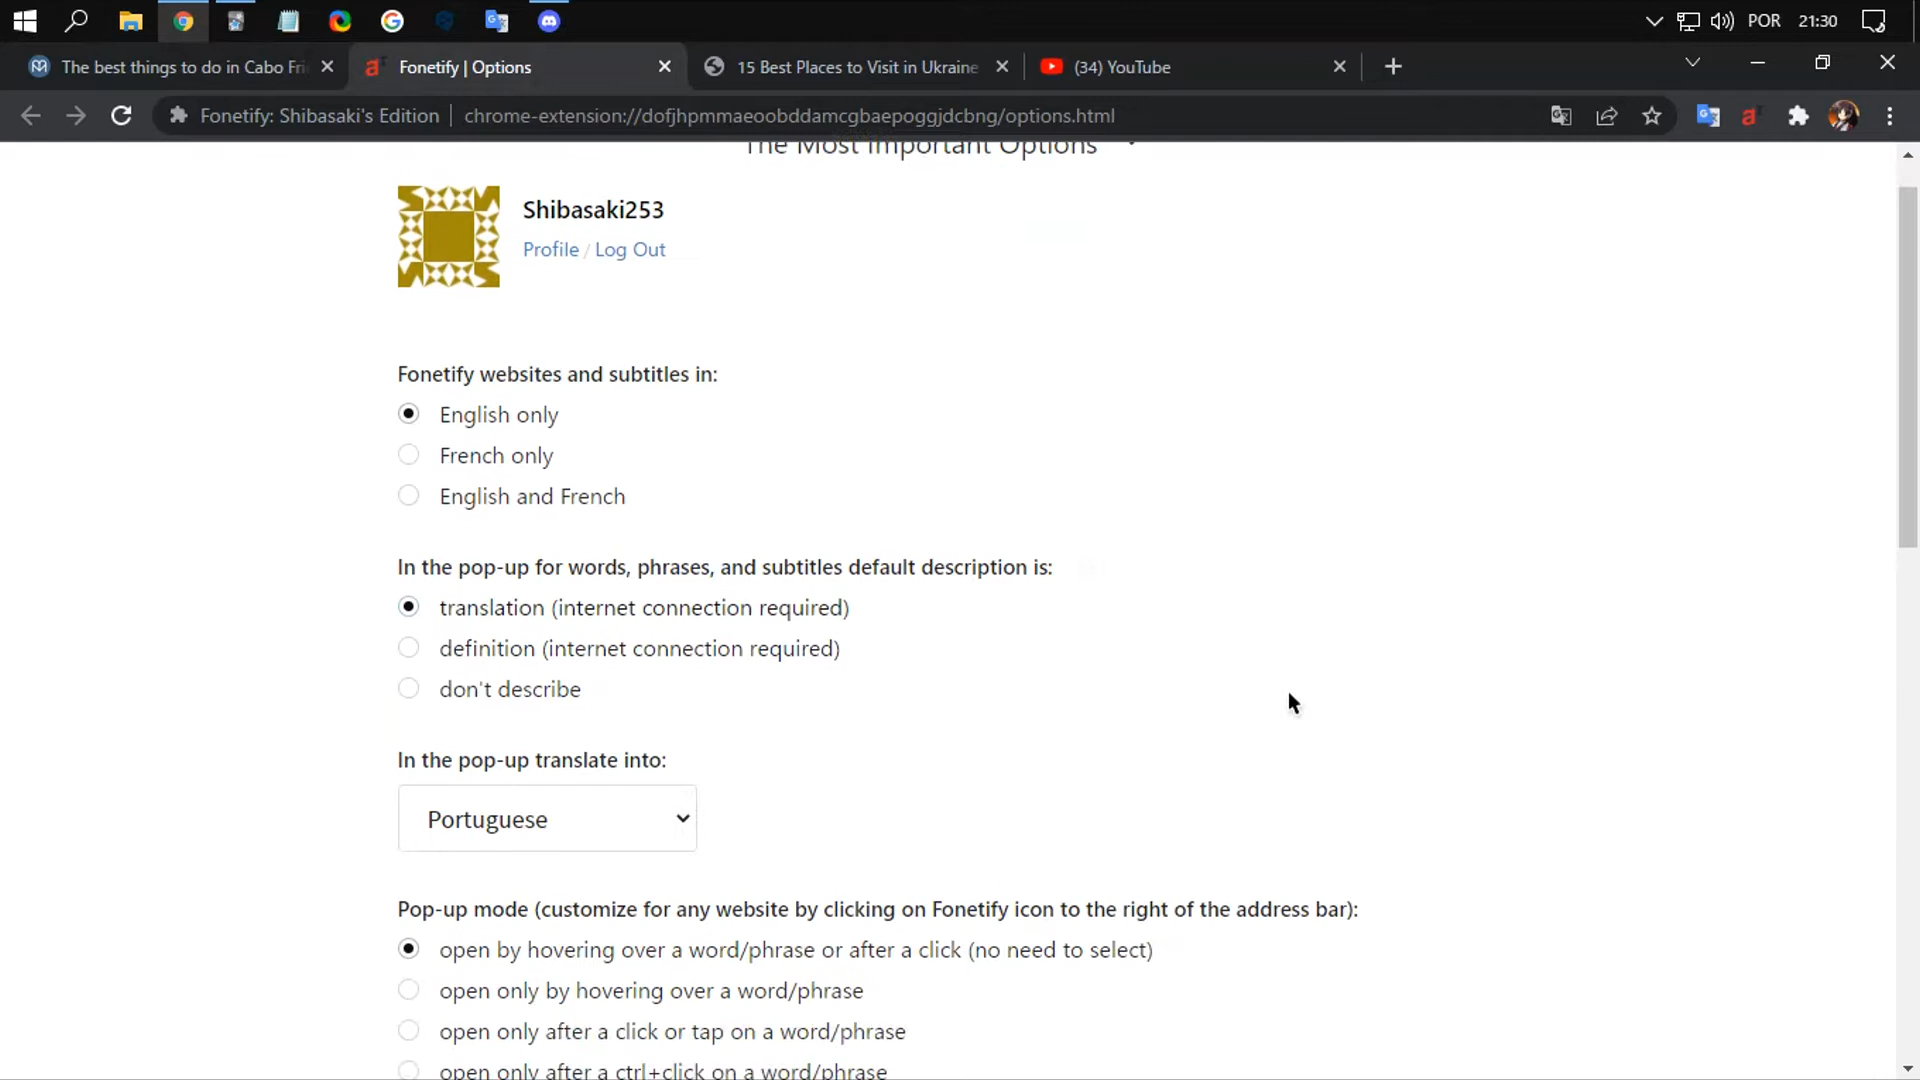 POR 21:30
The best things to do in Cabo Fri
Fonetify | Options
15 Best Places to Visit in Ukraine
(34) YouTube
Fonetify: Shibasaki's Edition
chrome-extension://dofjhpmmaeoobddamcgbaepoggjdcbng/options.html
The Most Important Options
Shibasaki253
Profile / Log Out
Fonetify websites and subtitles in:
English only
French only
English and French
In the pop-up for words, phrases, and subtitles default description is:
translation (internet connection required)
definition (internet connection required)
don't describe
In the pop-up translate into:
Portuguese
Pop-up mode (customize for any website by clicking on Fonetify icon to the right of the address bar):
open by hovering over a word/phrase or after a click (no need to select)
open only by hovering over a word/phrase
open only after a click or tap on a word/phrase
open only after a ctrl+click on a word/phrase